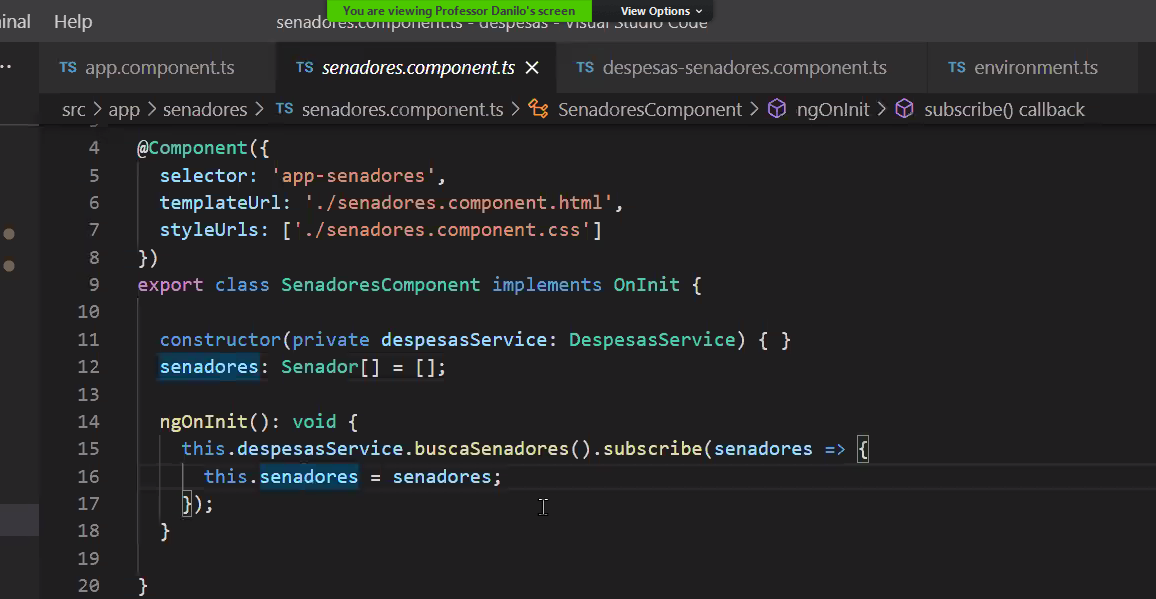 You are viewing Professor Danilo's screen
View Options
inal Help senadores.component.ts - despesas - Visual Studio Code
TS app.component.ts TS senadores.component.ts TS despesas-senadores.component.ts TS environment.ts
src > app > senadores > TS senadores.component.ts > SenadoresComponent > ngOnInit > subscribe() callback
4 @Component({
5 selector: 'app-senadores',
6 templateUrl: './senadores.component.html',
7 styleUrls: ['./senadores.component.css']
8 })
9 export class SenadoresComponent implements OnInit {
10
11 constructor(private despesasService: DespesasService) { }
12 senadores: Senador[] = [];
13
14 ngOnInit(): void {
15 this.despesasService.buscaSenadores().subscribe(senadores => {
16 this.senadores = senadores;
17 });
18 }
19
20 }